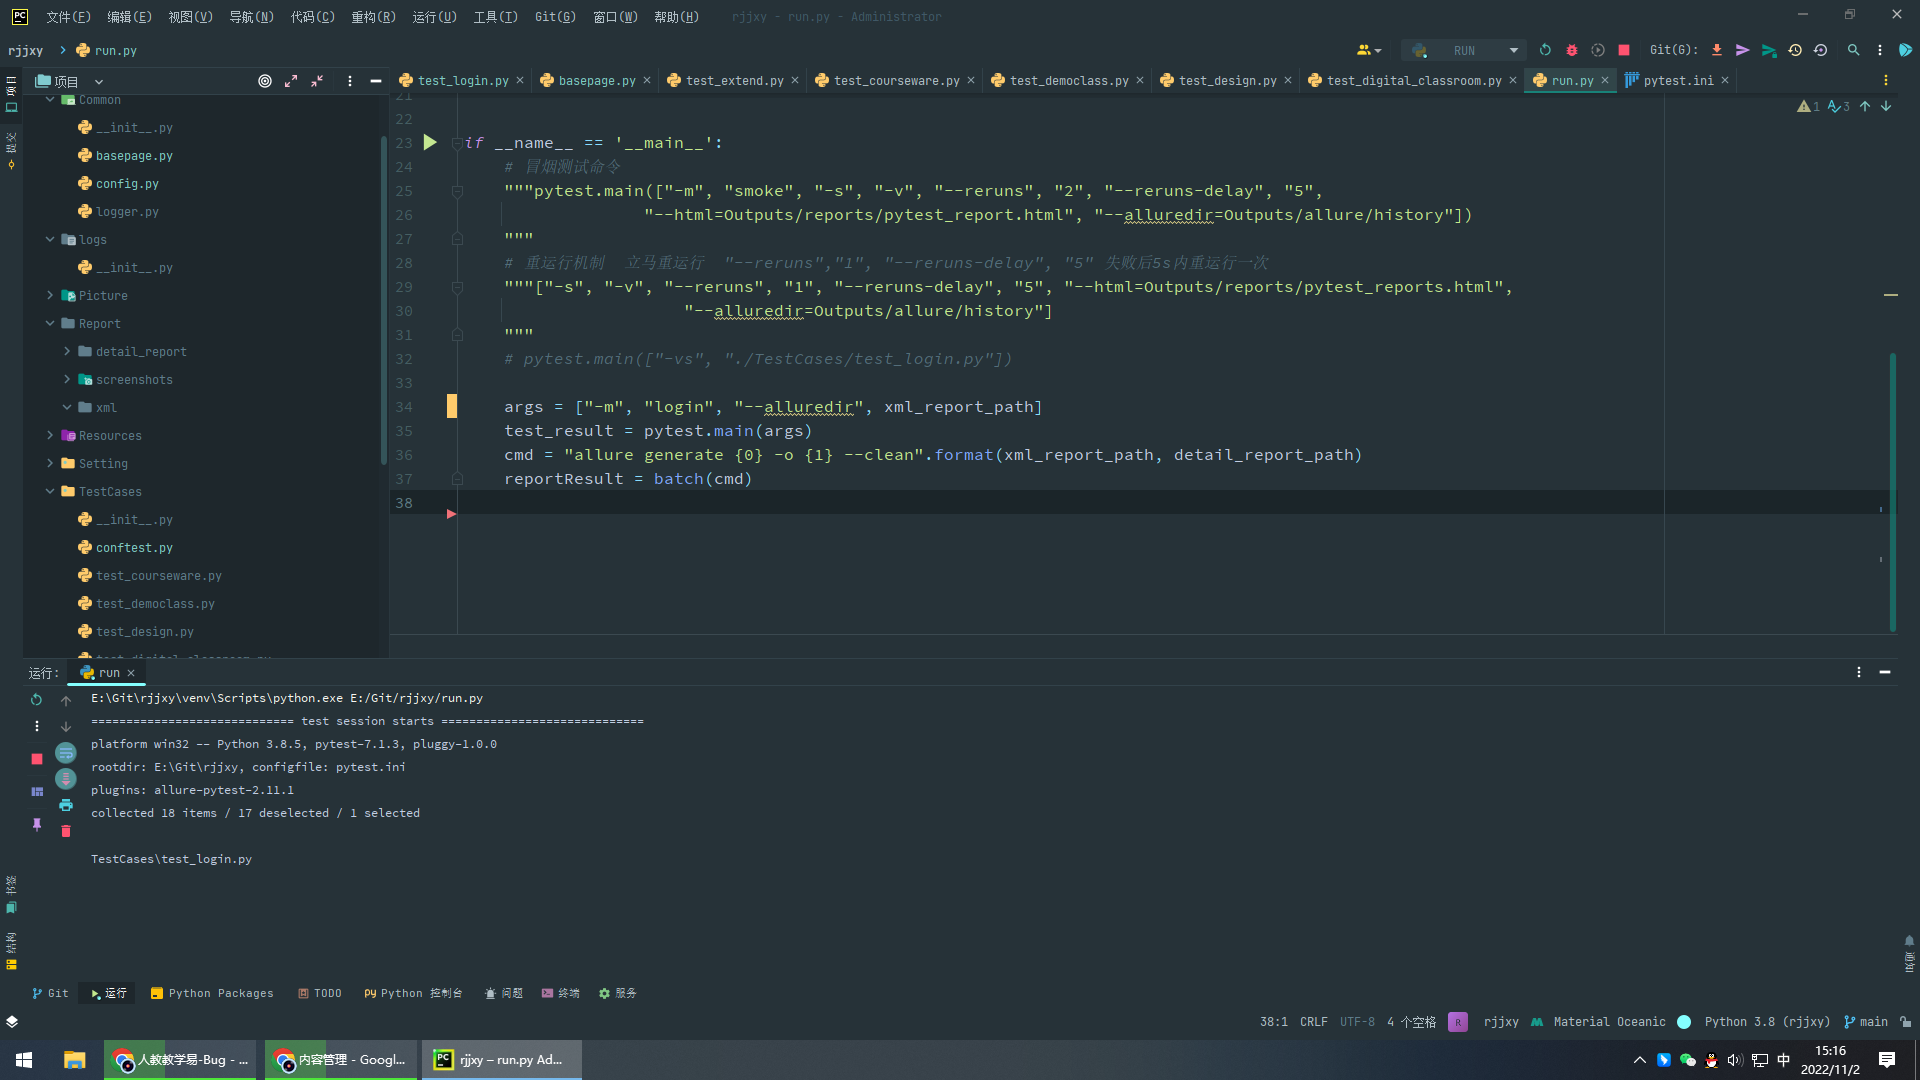 文件(F) 编辑(E) 视图(V) 导航(N) 代码(C) 重构(R) 运行(U) 工具(T) Git(G) 窗口(W) 帮助(H) rjjxy - run.py - Administrator
rjjxy run.py RUN Git(G):
项目
test_login.py basepage.py test_extend.py test_courseware.py test_democlass.py test_design.py test_digital_classroom.py run.py pytest.ini
项目
提交
书签
结构
通知
Common
__init__.py
basepage.py
config.py
logger.py
logs
__init__.py
Picture
Report
detail_report
screenshots
xml
Resources
Setting
TestCases
__init__.py
conftest.py
test_courseware.py
test_democlass.py
test_design.py
test_digital_classroom.py
1 3
21
22
23 if __name__ == '__main__':
24 # 冒烟测试命令
25 """pytest.main(["-m", "smoke", "-s", "-v", "--reruns", "2", "--reruns-delay", "5",
26 "--html=Outputs/reports/pytest_report.html", "--alluredir=Outputs/allure/history"])
27 """
28 # 重运行机制 立马重运行 "--reruns","1", "--reruns-delay", "5" 失败后5s内重运行一次
29 """["-s", "-v", "--reruns", "1", "--reruns-delay", "5", "--html=Outputs/reports/pytest_reports.html",
30 "--alluredir=Outputs/allure/history"]
31 """
32 # pytest.main(["-vs", "./TestCases/test_login.py"])
33
34 args = ["-m", "login", "--alluredir", xml_report_path]
35 test_result = pytest.main(args)
36 cmd = "allure generate {0} -o {1} --clean".format(xml_report_path, detail_report_path)
37 reportResult = batch(cmd)
38
运行: run
E:\Git\rjjxy\venv\Scripts\python.exe E:/Git/rjjxy/run.py
============================= test session starts =============================
platform win32 -- Python 3.8.5, pytest-7.1.3, pluggy-1.0.0
rootdir: E:\Git\rjjxy, configfile: pytest.ini
plugins: allure-pytest-2.11.1
collected 18 items / 17 deselected / 1 selected
TestCases\test_login.py
Git 运行 Python Packages TODO Python 控制台 问题 终端 服务
38:1 CRLF UTF-8 4 个空格 R rjjxy Material Oceanic Python 3.8 (rjjxy) main
人教教学易-Bug - ... 内容管理 - Googl... rjjxy – run.py Ad...
中 15:16
2022/11/2